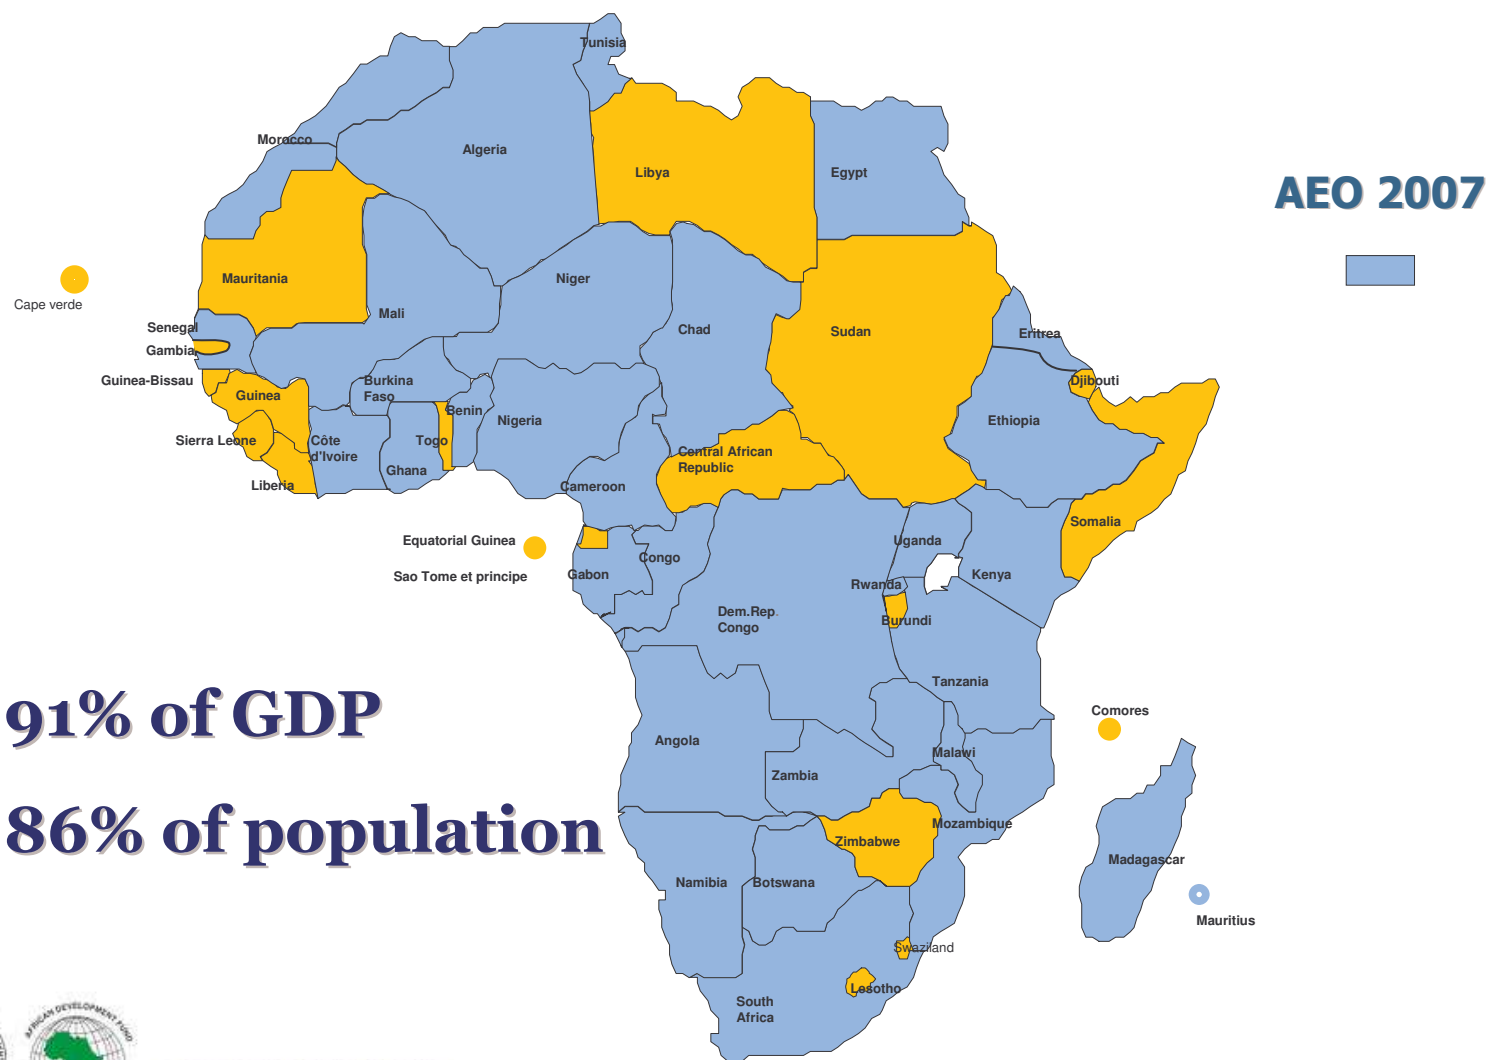 Tunisia
Morocco
Algeria
Libya
Egypt
AEO 2007
Mauritania
Niger
Cape verde
Mali
Senegal
Chad
Sudan
Eritrea
Gambia
Guinea-Bissau
Burkina
Faso
Djibouti
Guinea
Benin
Nigeria
Ethiopia
Sierra Leone
Côte
d'Ivoire
Togo
Ghana
Central African
Republic
Liberia
Cameroon
Somalia
Equatorial Guinea
Uganda
Sao Tome et principe
Gabon
Congo
Kenya
Rwanda
Dem.Rep.
Congo
Burundi
Tanzania
91% of GDP
Comores
Angola
Malawi
Zambia
86% of population
Mozambique
Zimbabwe
Madagascar
Namibia
Botswana
Mauritius
Swaziland
Lesotho
South
Africa
AFRICAN DEVELOPMENT FUND